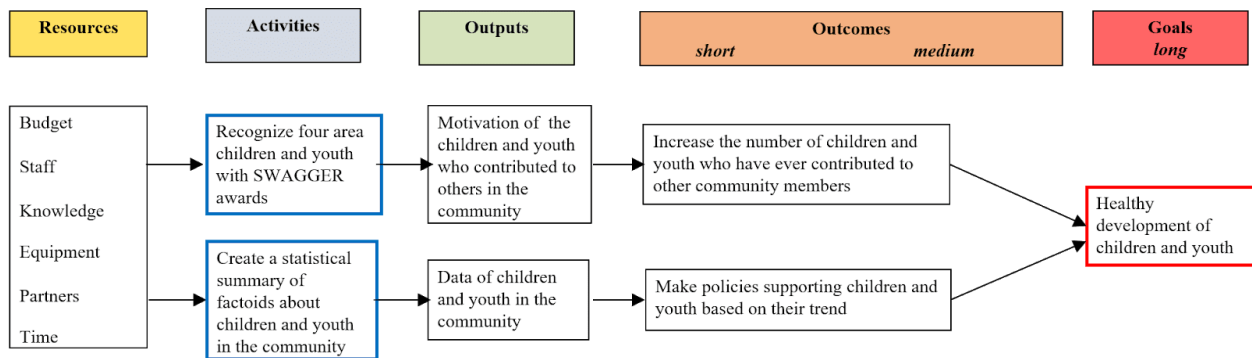 Resources
Activities
Outputs
Outcomes
short medium
Goals
long
Budget
Staff
Knowledge
Equipment
Partners
Time
Recognize four area
children and youth
with SWAGGER
awards
Motivation of the
children and youth
who contributed to
others in the
community
Increase the number of children and
youth who have ever contributed to
other community members
Create a statistical
summary of
factoids about
children and youth
in the community
Data of children
and youth in the
community
Make policies supporting children and
youth based on their trend
Healthy
development of
children and youth